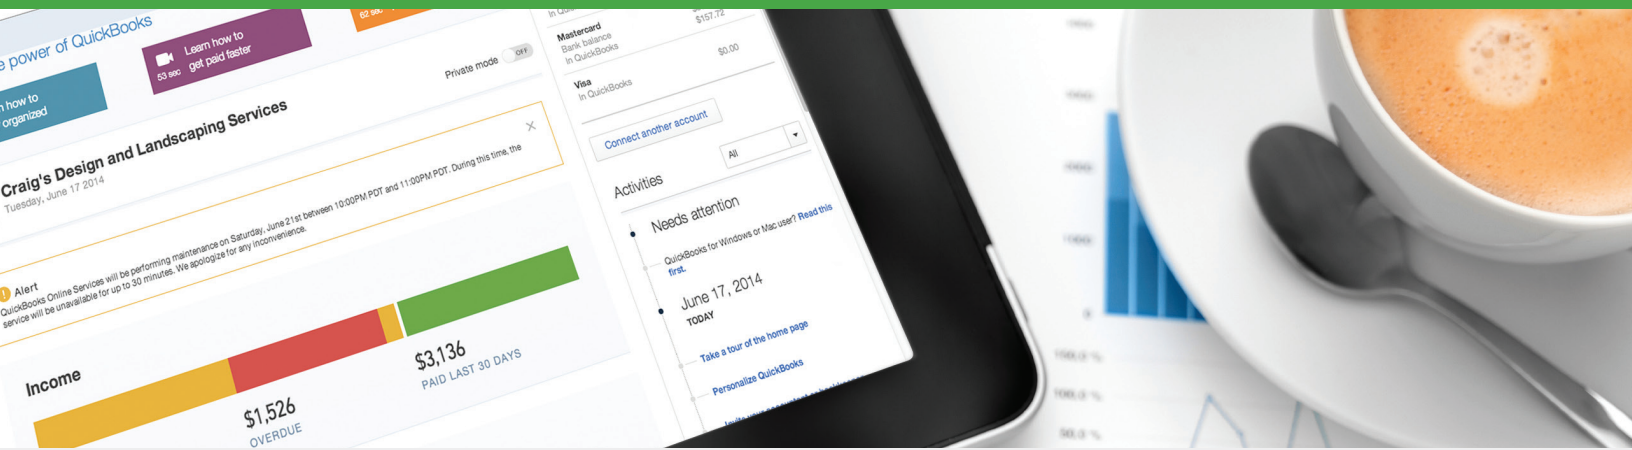 power of QuickBooks
how to
organized
53 sec
Learn how to
get paid faster
62 sec
Craig's Design and Landscaping Services
Tuesday, June 17 2014
Private mode
OFF
Alert
QuickBooks Online Services will be performing maintenance on Saturday, June 21st between 10:00PM PDT and 11:00PM PDT. During this time, the
service will be unavailable for up to 30 minutes. We apologize for any inconvenience.
Income
$1,526
OVERDUE
$3,136
PAID LAST 30 DAYS
Mastercard
Bank balance
$157.72
In QuickBooks
Visa
In QuickBooks
$0.00
Connect another account
All
Activities
Needs attention
QuickBooks for Windows or Mac user? Read this
first.
June 17, 2014
TODAY
Take a tour of the home page
Personalize QuickBooks
0